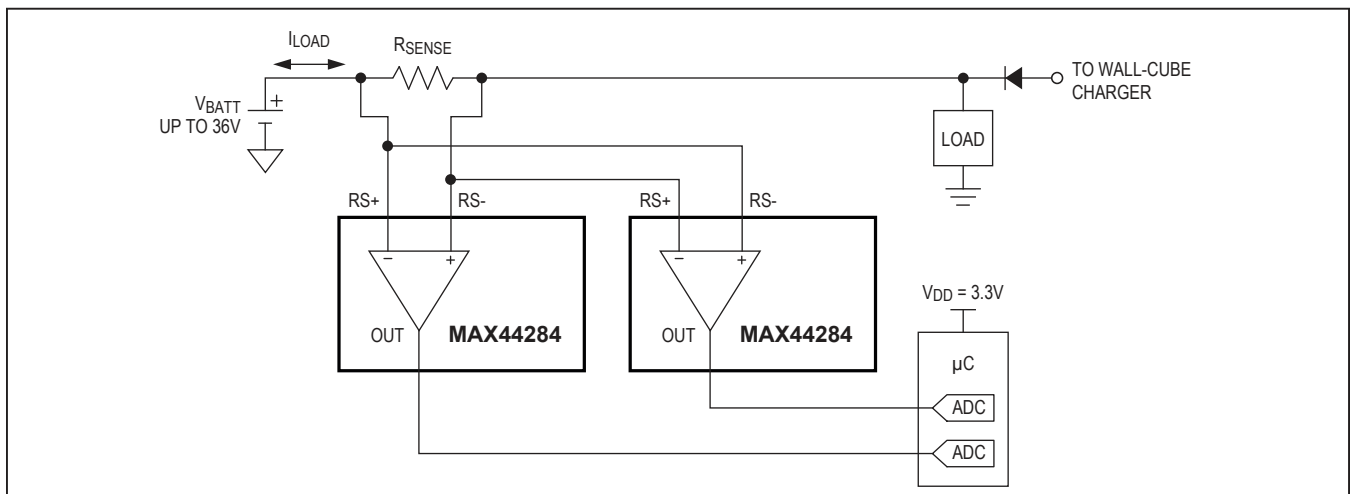 ILOAD
RSENSE
VBATT
UP TO 36V
+
TO WALL-CUBE
CHARGER
LOAD
RS+
RS-
RS+
RS-
− +
− +
OUT
MAX44284
OUT
MAX44284
VDD = 3.3V
µC
ADC
ADC